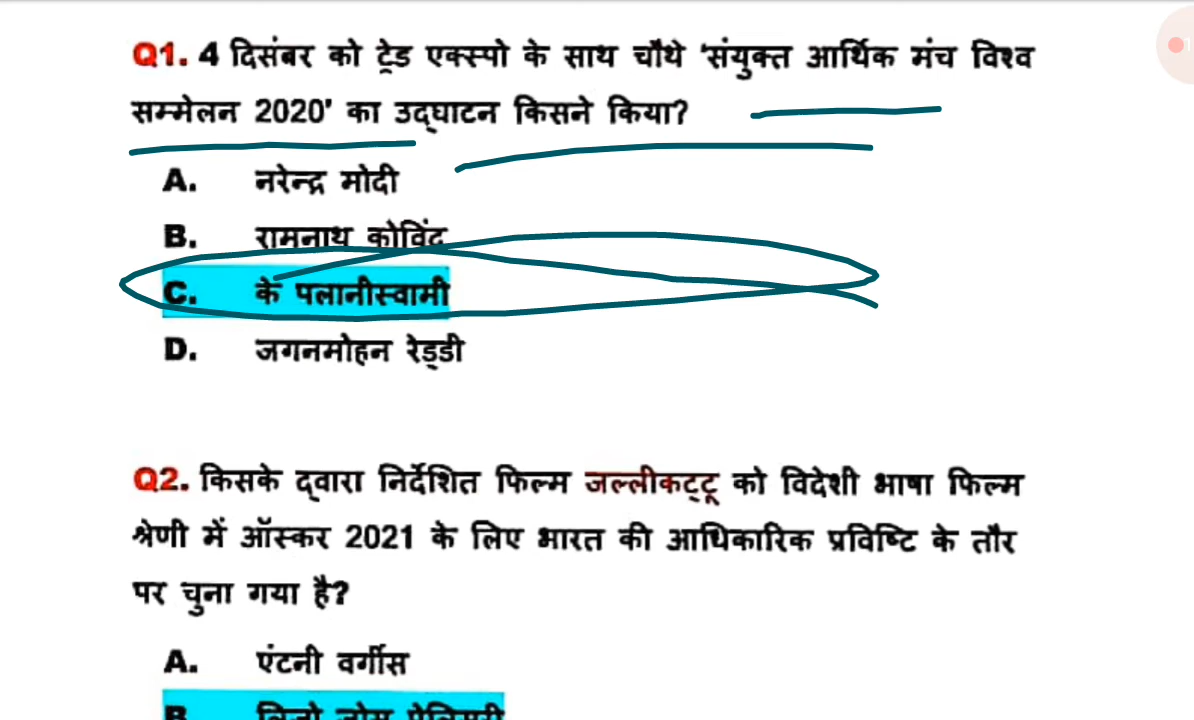 Q1. 4 दिसंबर को ट्रेड एक्स्पो के साथ चौथे 'संयुक्त आर्थिक मंच विश्व
सम्मेलन 2020' का उद्घाटन किसने किया?
A. नरेन्द्र मोदी
B. रामनाथ कोविंद
C. के पलानीस्वामी
D. जगनमोहन रेड्डी
Q2. किसके द्वारा निर्देशित फिल्म जल्लीकट्टू को विदेशी भाषा फिल्म
श्रेणी में ऑस्कर 2021 के लिए भारत की आधिकारिक प्रविष्टि के तौर
पर चुना गया है?
A. एंटनी वर्गीस
B.